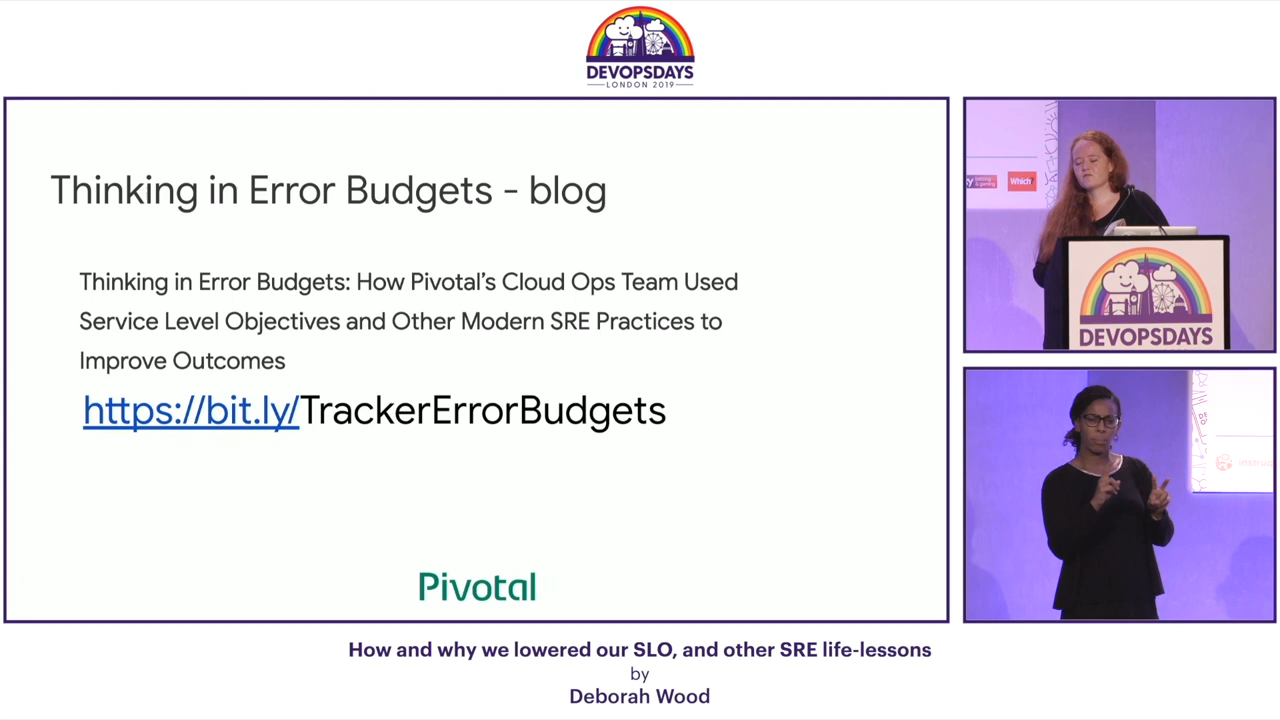 DEVOPSDAYS
LONDON 2019
Thinking in Error Budgets - blog
Thinking in Error Budgets: How Pivotal's Cloud Ops Team Used
Service Level Objectives and Other Modern SRE Practices to
Improve Outcomes
https://bit.ly/TrackerErrorBudgets
Pivotal
Which?
DEVOPSDAYS
How and why we lowered our SLO, and other SRE life-lessons
by
Deborah Wood